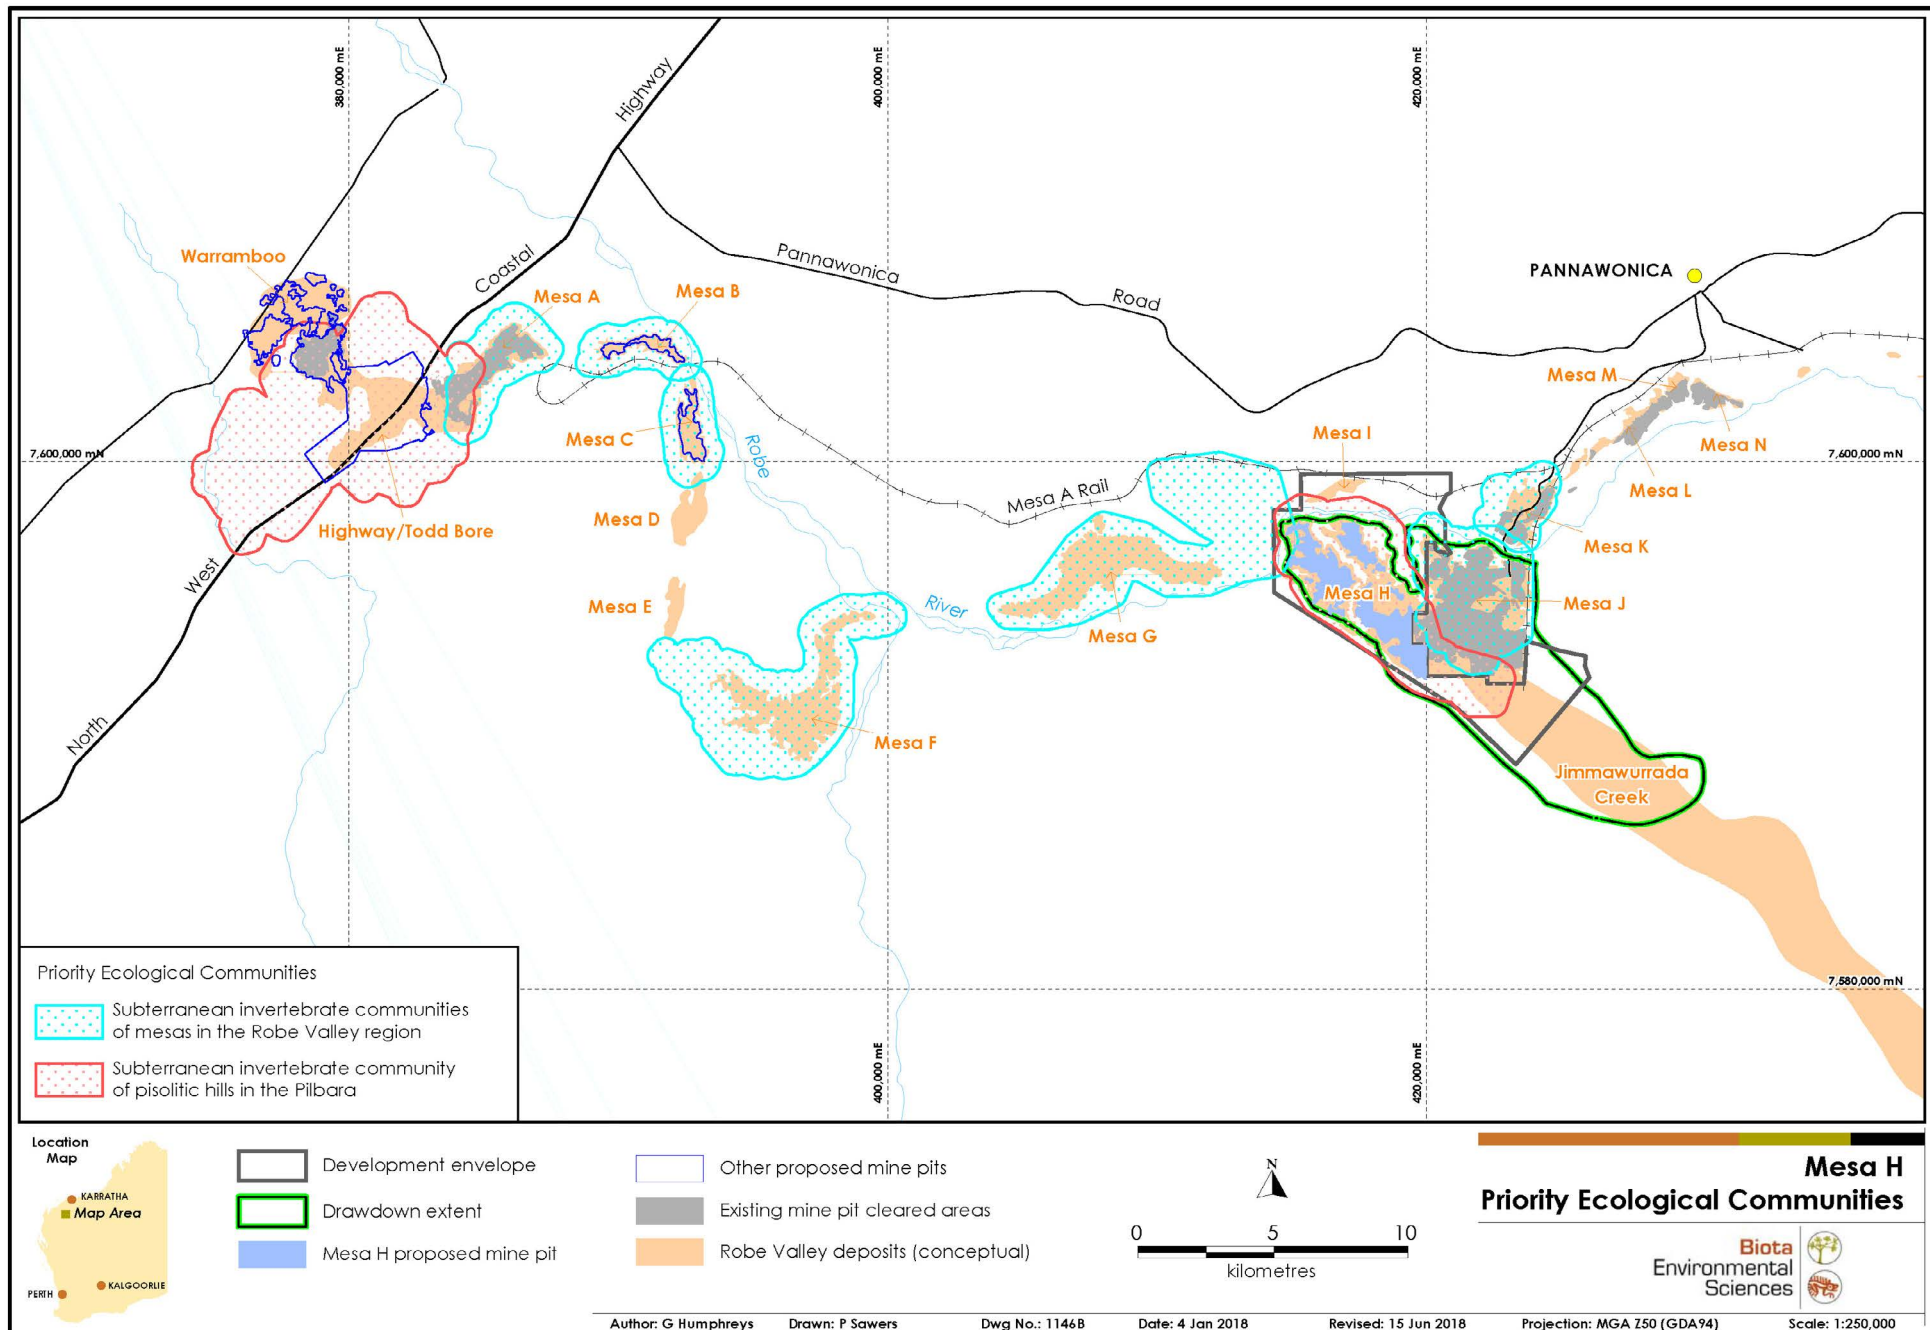 380,000 mE
400,000 mE
420,000 mE
Highway
Coastal
West
North
Pannawonica
Road
PANNAWONICA
Warramboo
Mesa A
Mesa B
Mesa C
Mesa D
Mesa E
Mesa F
Mesa G
Mesa H
Mesa I
Mesa J
Mesa K
Mesa L
Mesa M
Mesa N
Highway/Todd Bore
Robe
River
Mesa A Rail
Jimmawurrada
Creek
7,600,000 mN
7,600,000 mN
7,580,000 mN
400,000 mE
420,000 mE
Priority Ecological Communities
Subterranean invertebrate communities
of mesas in the Robe Valley region
Subterranean invertebrate community
of pisolitic hills in the Pilbara
Location
Map
KARRATHA
Map Area
KALGOORLIE
PERTH
Development envelope
Drawdown extent
Mesa H proposed mine pit
Other proposed mine pits
Existing mine pit cleared areas
Robe Valley deposits (conceptual)
N
0 5 10
kilometres
Mesa H
Priority Ecological Communities
Biota
Environmental
Sciences
Author: G Humphreys Drawn: P Sawers Dwg No.: 1146B Date: 4 Jan 2018 Revised: 15 Jun 2018 Projection: MGA Z50 (GDA94) Scale: 1:250,000